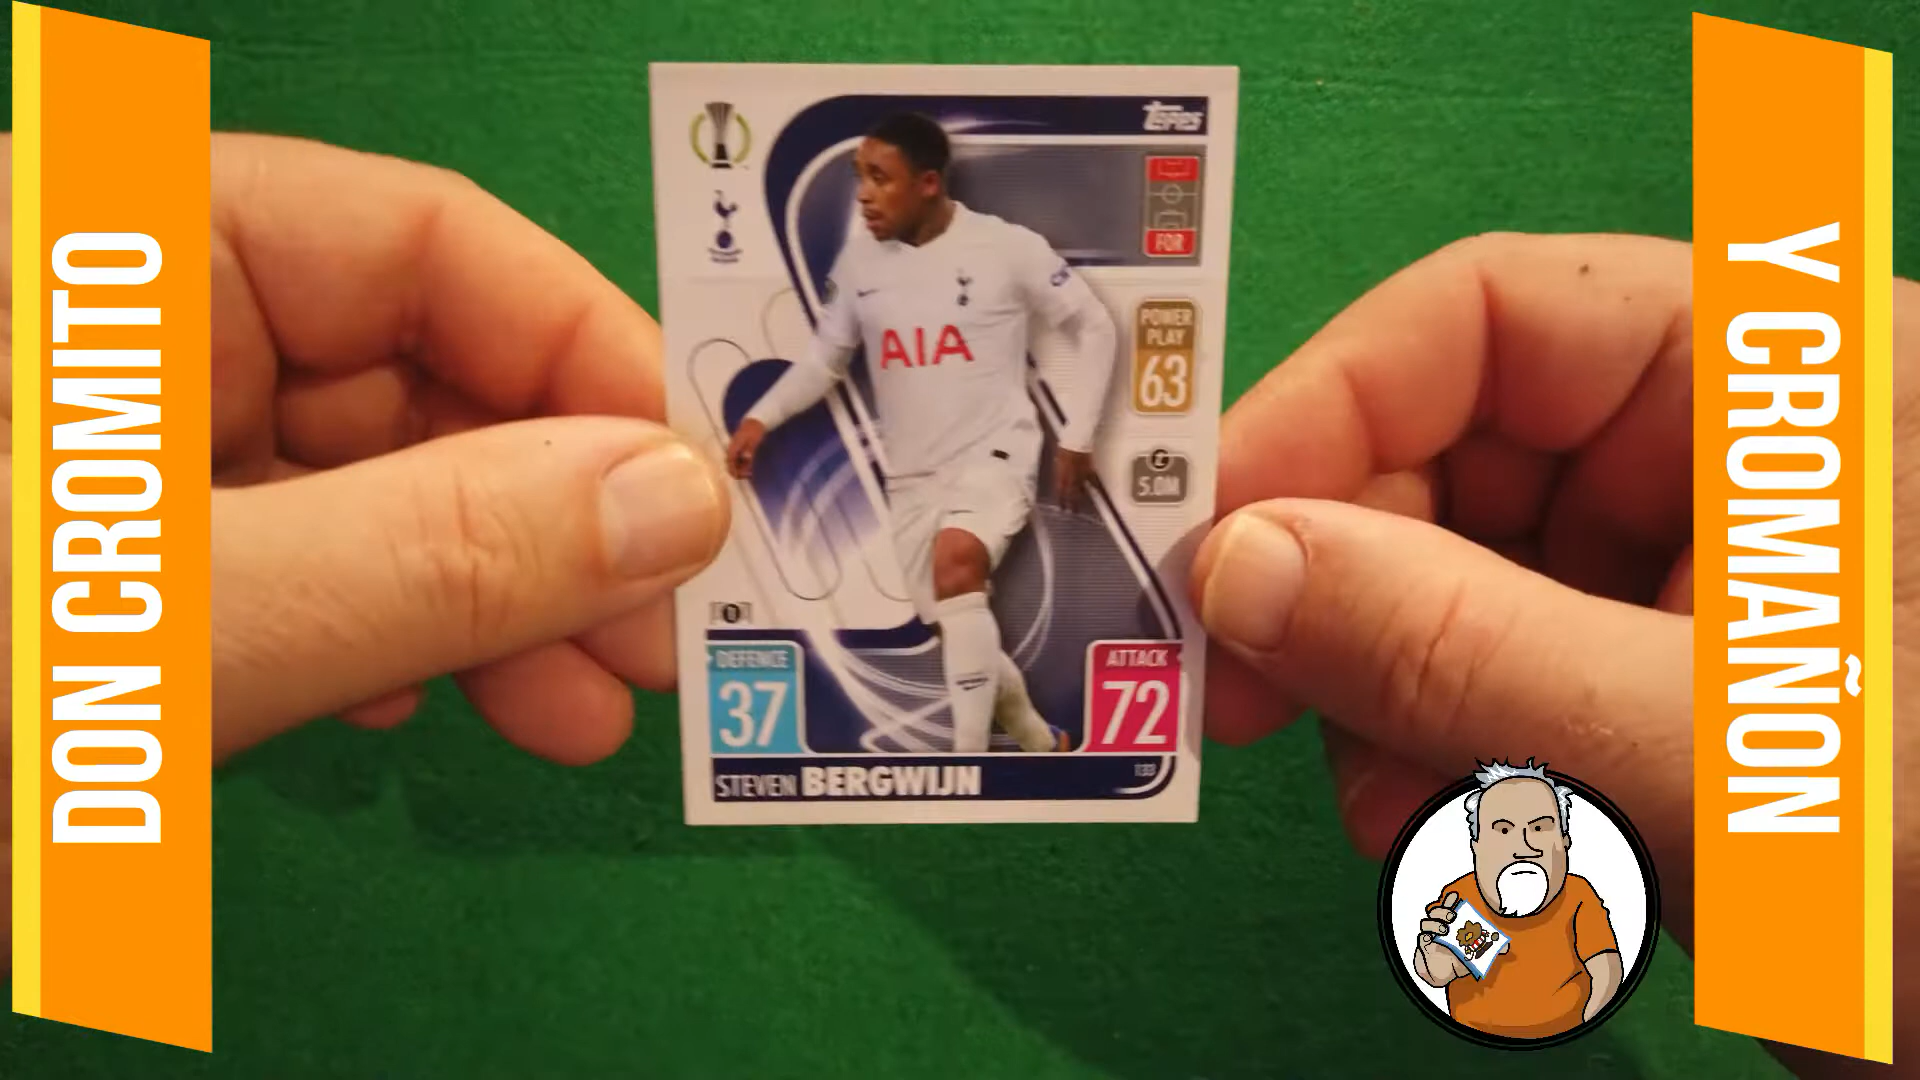 DON CROMITO
Topps
FOR
AIA
POWER
PLAY
63
5.0M
DEFENCE
37
ATTACK
72
STEVEN BERGWIJN
Y CROMAÑON